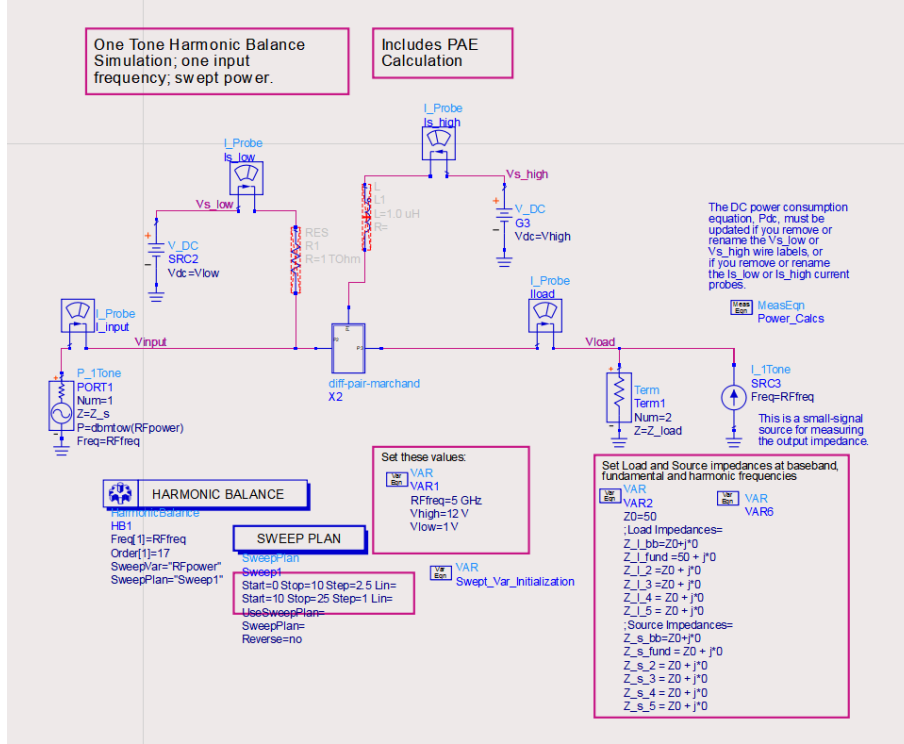 One Tone Harmonic Balance
Simulation; one input
frequency; swept power.
Includes PAE
Calculation
I_Probe
Is_high
I_Probe
Is_low
Vs_low
Vs_high
L
L1
L=1.0 uH
R=
V_DC
G3
Vdc=Vhigh
V_DC
SRC2
Vdc=Vlow
RES
R1
R=1 TOhm
The DC power consumption
equation, Pdc, must be
updated if you remove or
rename the Vs_low or
Vs_high wire labels, or
if you remove or rename
the Is_low or Is_high current
probes.
Meas
Eqn
MeasEqn
Power_Calcs
I_Probe
I_input
I_Probe
Iload
Vinput
Vload
diff-pair-marchand
X2
P_1Tone
PORT1
Num=1
Z=Z_s
P=dbmtow(RFpower)
Freq=RFfreq
Term
Term1
Num=2
Z=Z_load
I_1Tone
SRC3
Freq=RFfreq
This is a small-signal
source for measuring
the output impedance.
HARMONIC BALANCE
HarmonicBalance
HB1
Freq[1]=RFfreq
Order[1]=17
SweepVar="RFpower"
SweepPlan="Sweep1"
SWEEP PLAN
SweepPlan
Sweep1
Start=0 Stop=10 Step=2.5 Lin=
Start=10 Stop=25 Step=1 Lin=
UseSweepPlan=
SweepPlan=
Reverse=no
Set these values:
Var
Eqn
VAR
VAR1
RFfreq=5 GHz
Vhigh=12 V
Vlow=1 V
Var
Eqn
VAR
Swept_Var_Initialization
Set Load and Source impedances at baseband,
fundamental and harmonic frequencies
Var
Eqn
VAR
VAR2
Z0=50
;Load Impedances=
Z_l_bb=Z0+j*0
Z_l_fund =50 + j*0
Z_l_2 = Z0 + j*0
Z_l_3 = Z0 + j*0
Z_l_4 = Z0 + j*0
Z_l_5 = Z0 + j*0
;Source Impedances=
Z_s_bb=Z0+j*0
Z_s_fund = Z0 + j*0
Z_s_2 = Z0 + j*0
Z_s_3 = Z0 + j*0
Z_s_4 = Z0 + j*0
Z_s_5 = Z0 + j*0
Var
Eqn
VAR
VAR6